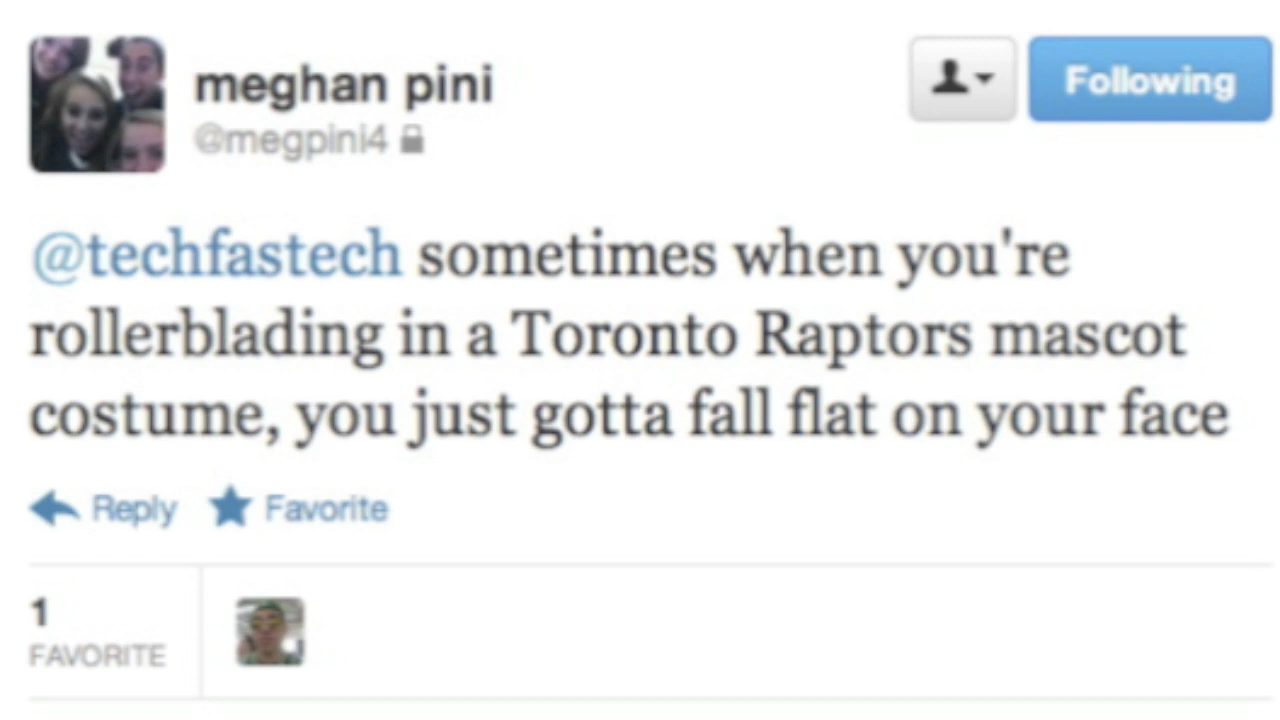 meghan pini
Following
@megpini4
@techfastech sometimes when you're
rollerblading in a Toronto Raptors mascot
costume, you just gotta fall flat on your face
Reply Favorite
1
FAVORITE